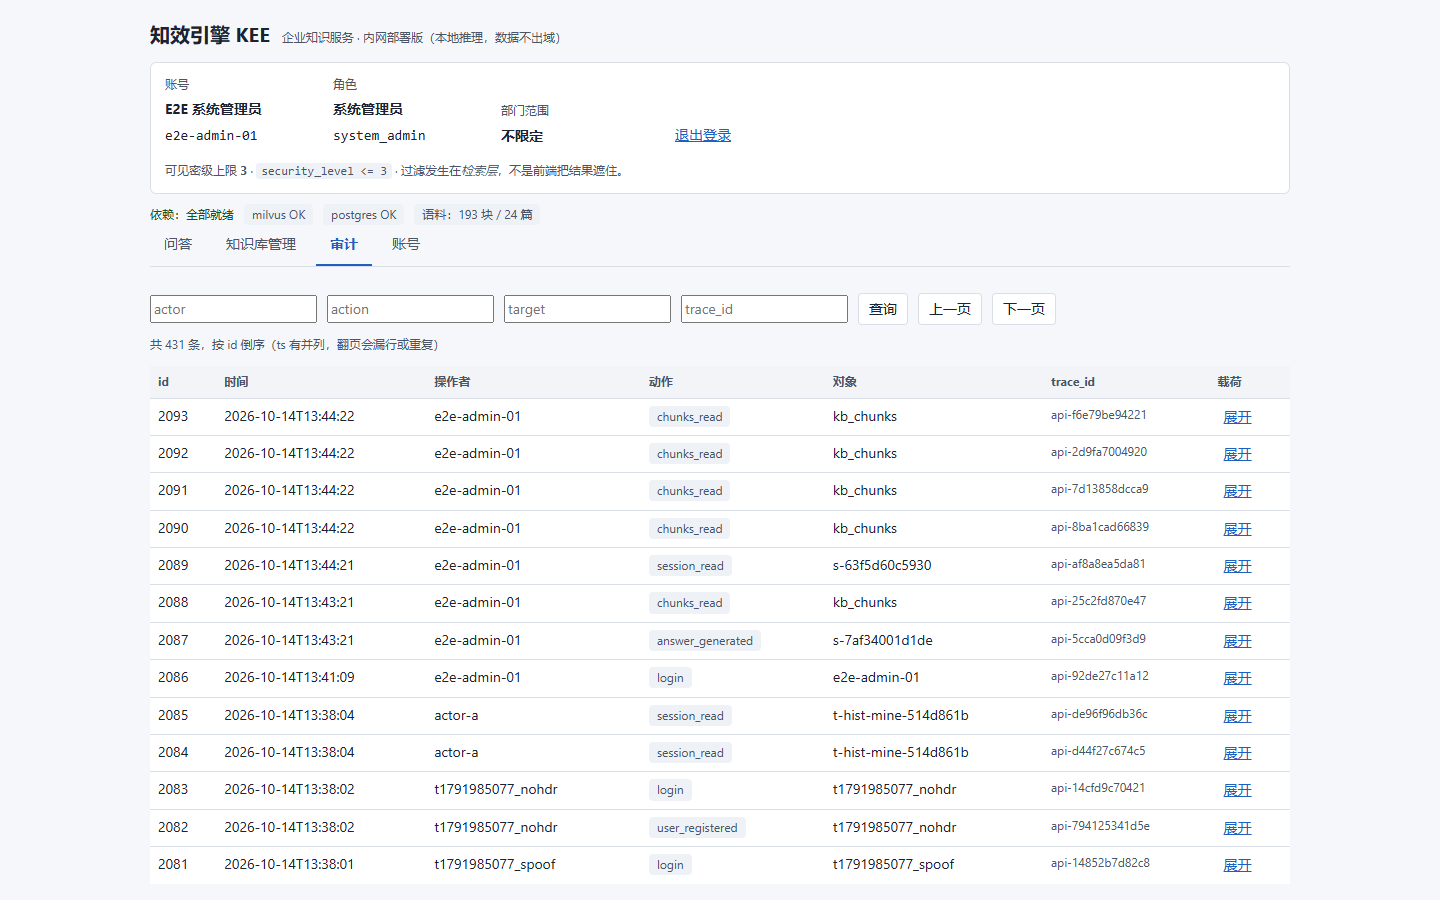 知效引擎 KEE 企业知识服务 · 内网部署版（本地推理，数据不出域）
账号 角色
E2E 系统管理员 系统管理员 部门范围
e2e-admin-01 system_admin 不限定 退出登录
可见密级上限 3 · security_level <= 3 · 过滤发生在检索层，不是前端把结果遮住。
依赖：全部就绪 milvus OK postgres OK 语料：193 块 / 24 篇
问答 知识库管理 审计 账号
actor action target trace_id 查询 上一页 下一页
共 431 条，按 id 倒序（ts 有并列，翻页会漏行或重复）
id 时间 操作者 动作 对象 trace_id 载荷
2093 2026-10-14T13:44:22 e2e-admin-01 chunks_read kb_chunks api-f6e79be94221 展开
2092 2026-10-14T13:44:22 e2e-admin-01 chunks_read kb_chunks api-2d9fa7004920 展开
2091 2026-10-14T13:44:22 e2e-admin-01 chunks_read kb_chunks api-7d13858dcca9 展开
2090 2026-10-14T13:44:22 e2e-admin-01 chunks_read kb_chunks api-8ba1cad66839 展开
2089 2026-10-14T13:44:21 e2e-admin-01 session_read s-63f5d60c5930 api-af8a8ea5da81 展开
2088 2026-10-14T13:43:21 e2e-admin-01 chunks_read kb_chunks api-25c2fd870e47 展开
2087 2026-10-14T13:43:21 e2e-admin-01 answer_generated s-7af34001d1de api-5cca0d09f3d9 展开
2086 2026-10-14T13:41:09 e2e-admin-01 login e2e-admin-01 api-92de27c11a12 展开
2085 2026-10-14T13:38:04 actor-a session_read t-hist-mine-514d861b api-de96f96db36c 展开
2084 2026-10-14T13:38:04 actor-a session_read t-hist-mine-514d861b api-d44f27c674c5 展开
2083 2026-10-14T13:38:02 t1791985077_nohdr login t1791985077_nohdr api-14cfd9c70421 展开
2082 2026-10-14T13:38:02 t1791985077_nohdr user_registered t1791985077_nohdr api-794125341d5e 展开
2081 2026-10-14T13:38:01 t1791985077_spoof login t1791985077_spoof api-14852b7d82c8 展开